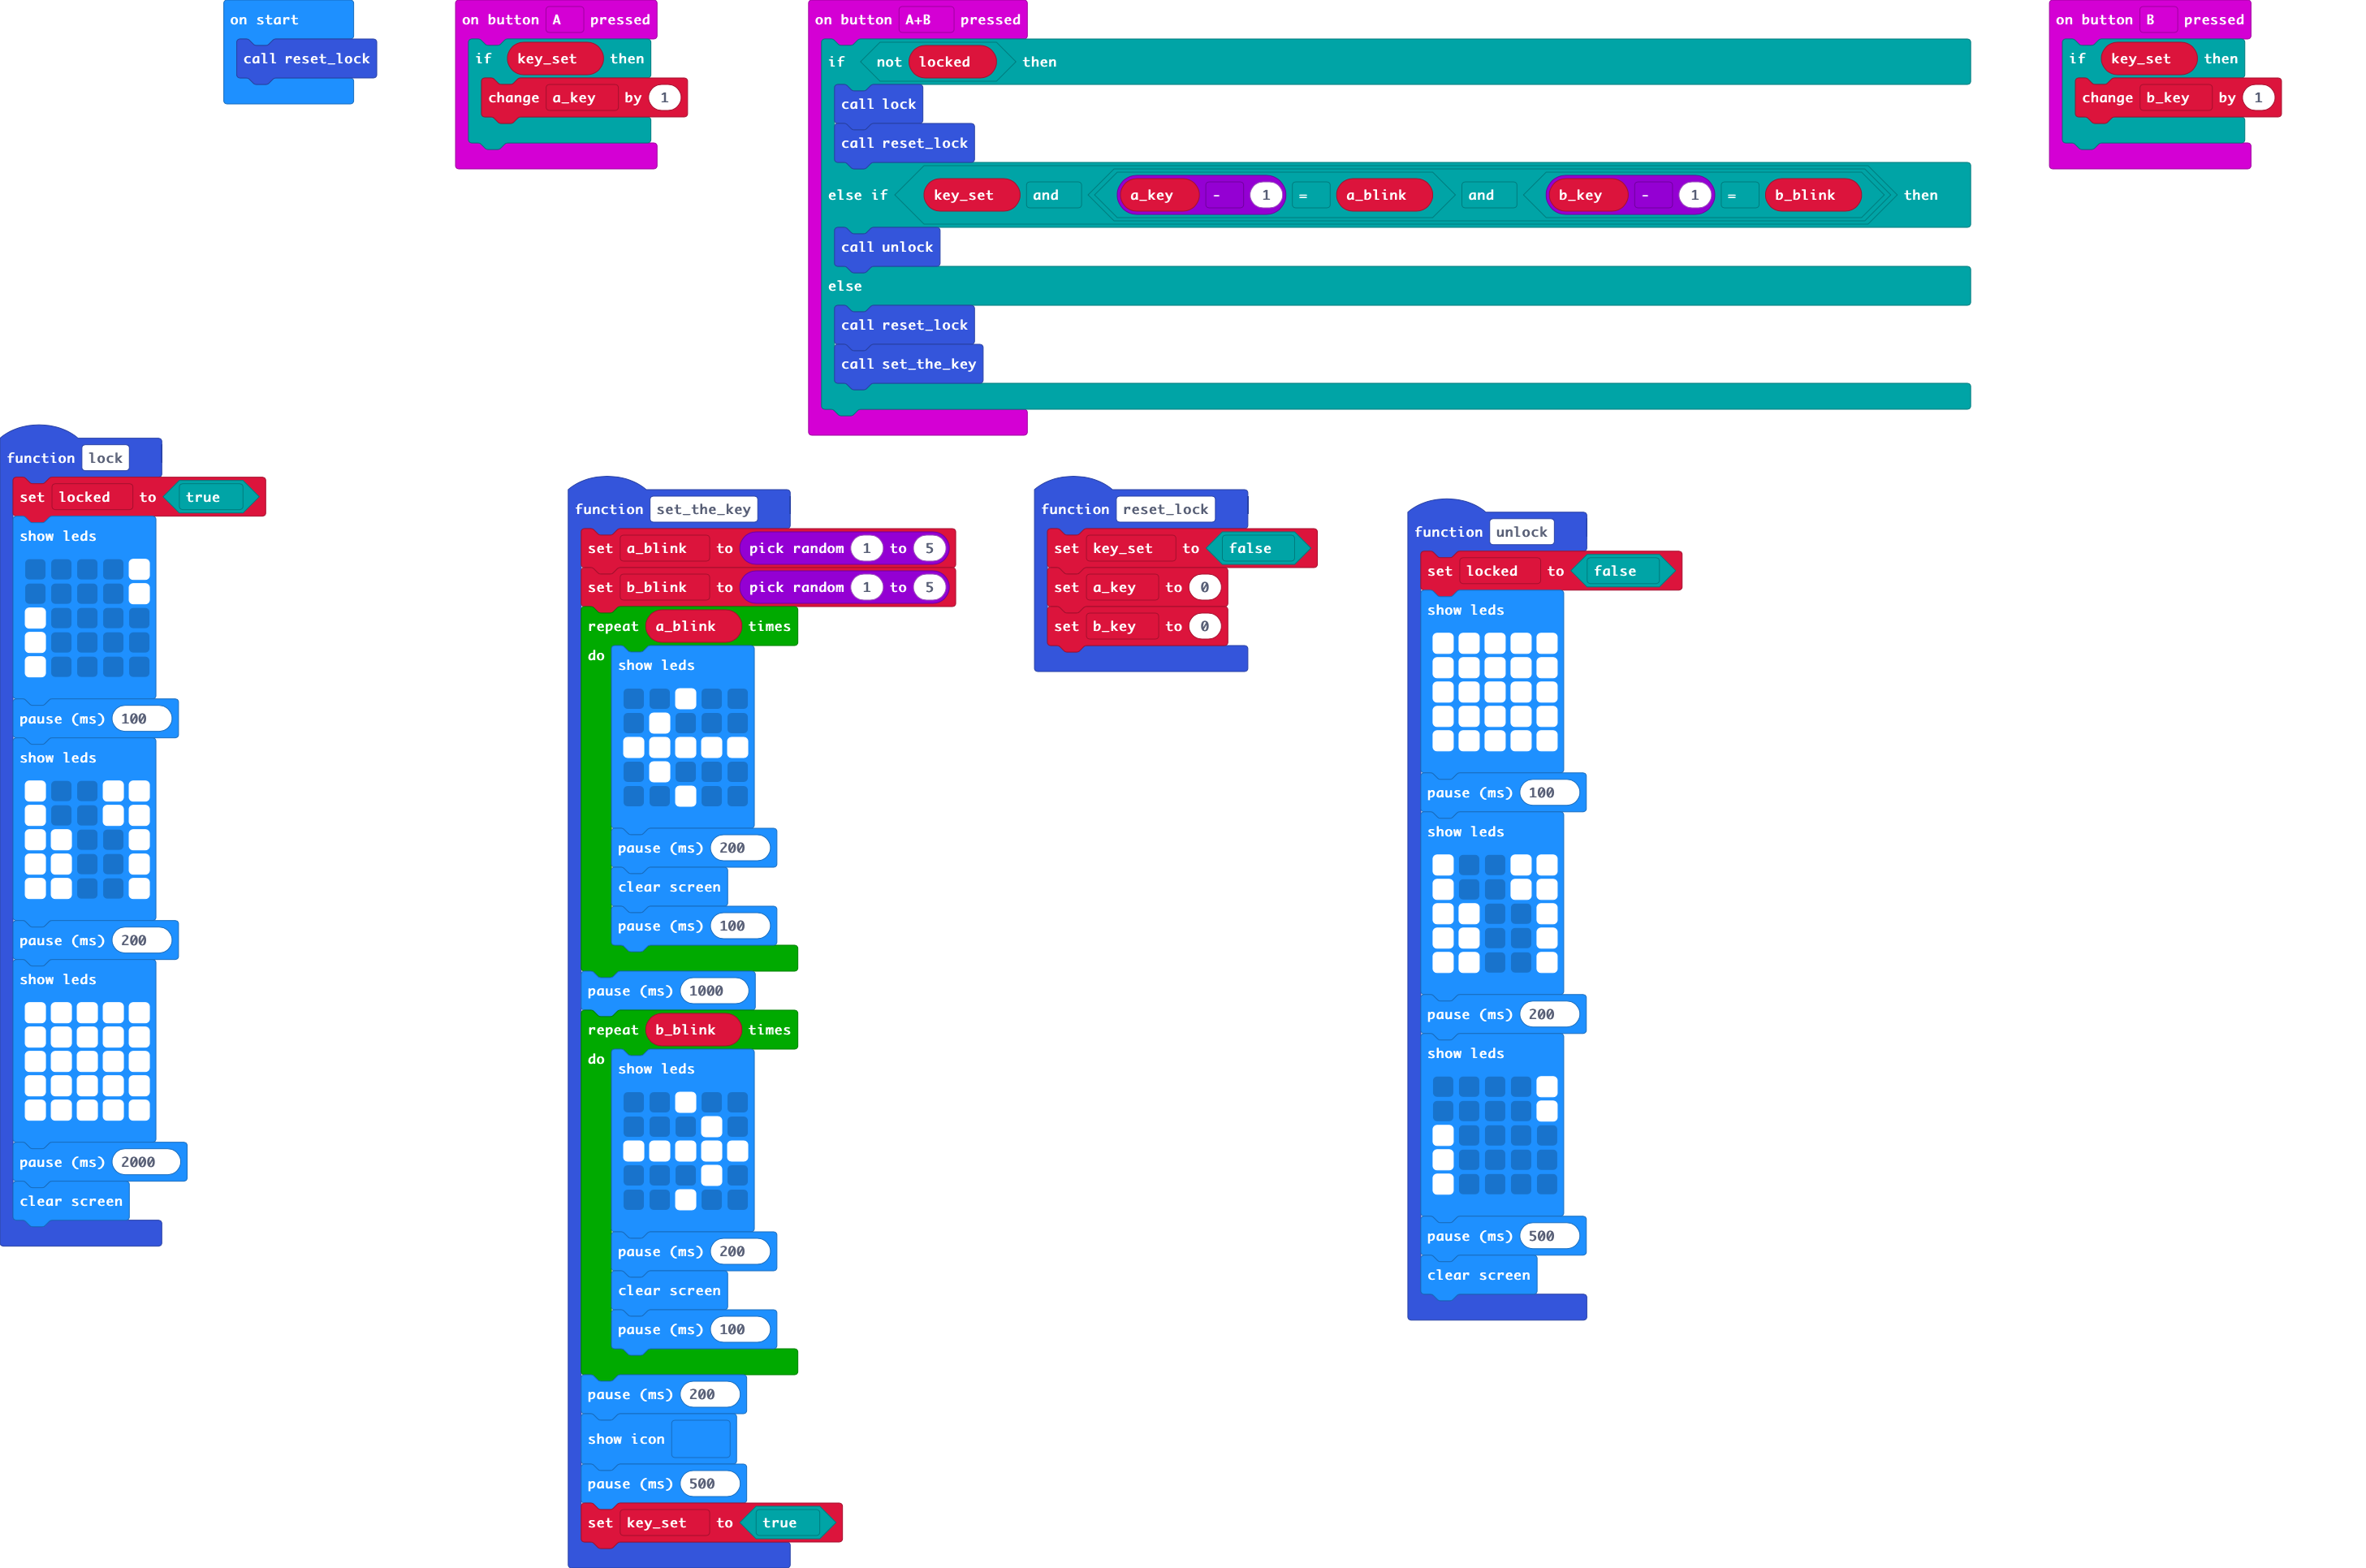 on start
call reset_lock
on button A pressed
if key_set then
change a_key by 1
on button A+B pressed
if not locked then
call lock
call reset_lock
else if key_set and a_key - 1 = a_blink and b_key - 1 = b_blink then
call unlock
else
call reset_lock
call set_the_key
on button B pressed
if key_set then
change b_key by 1
function lock
set locked to true
show leds
pause (ms) 100
show leds
pause (ms) 200
show leds
pause (ms) 2000
clear screen
function set_the_key
set a_blink to pick random 1 to 5
set b_blink to pick random 1 to 5
repeat a_blink times
do
show leds
pause (ms) 200
clear screen
pause (ms) 100
pause (ms) 1000
repeat b_blink times
do
show leds
pause (ms) 200
clear screen
pause (ms) 100
pause (ms) 200
show icon
pause (ms) 500
set key_set to true
function reset_lock
set key_set to false
set a_key to 0
set b_key to 0
function unlock
set locked to false
show leds
pause (ms) 100
show leds
pause (ms) 200
show leds
pause (ms) 500
clear screen